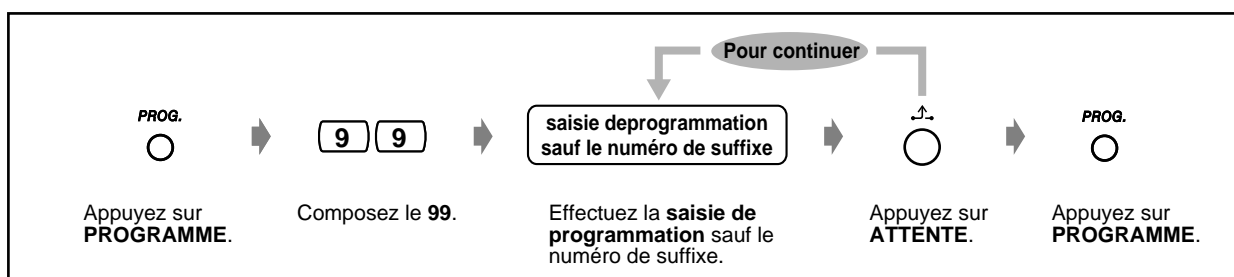 Pour continuer
PROG.
9 9
saisie deprogrammation
sauf le numéro de suffixe
PROG.
Appuyez sur
PROGRAMME.
Composez le 99.
Effectuez la saisie de
programmation sauf le
numéro de suffixe.
Appuyez sur
ATTENTE.
Appuyez sur
PROGRAMME.